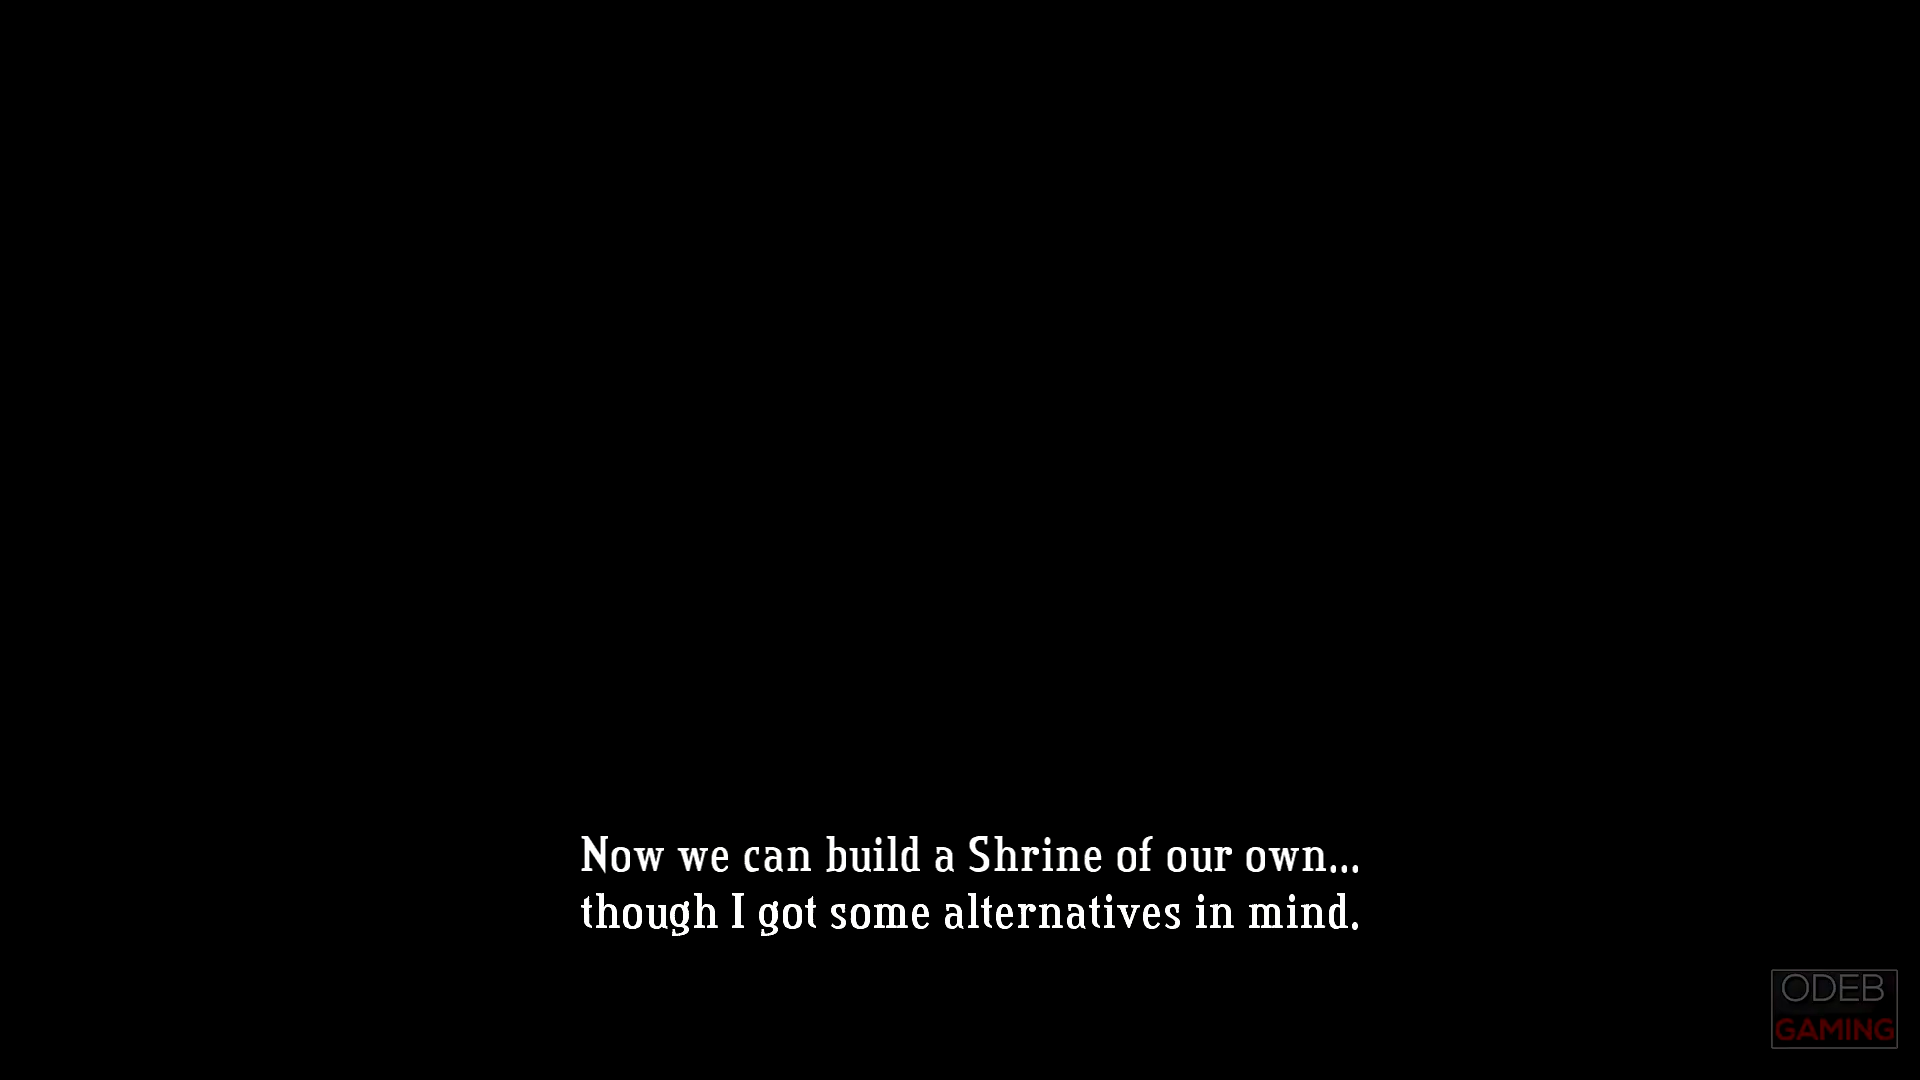 Now we can build a Shrine of our own...
though I got some alternatives in mind.
ODEB
GAMING